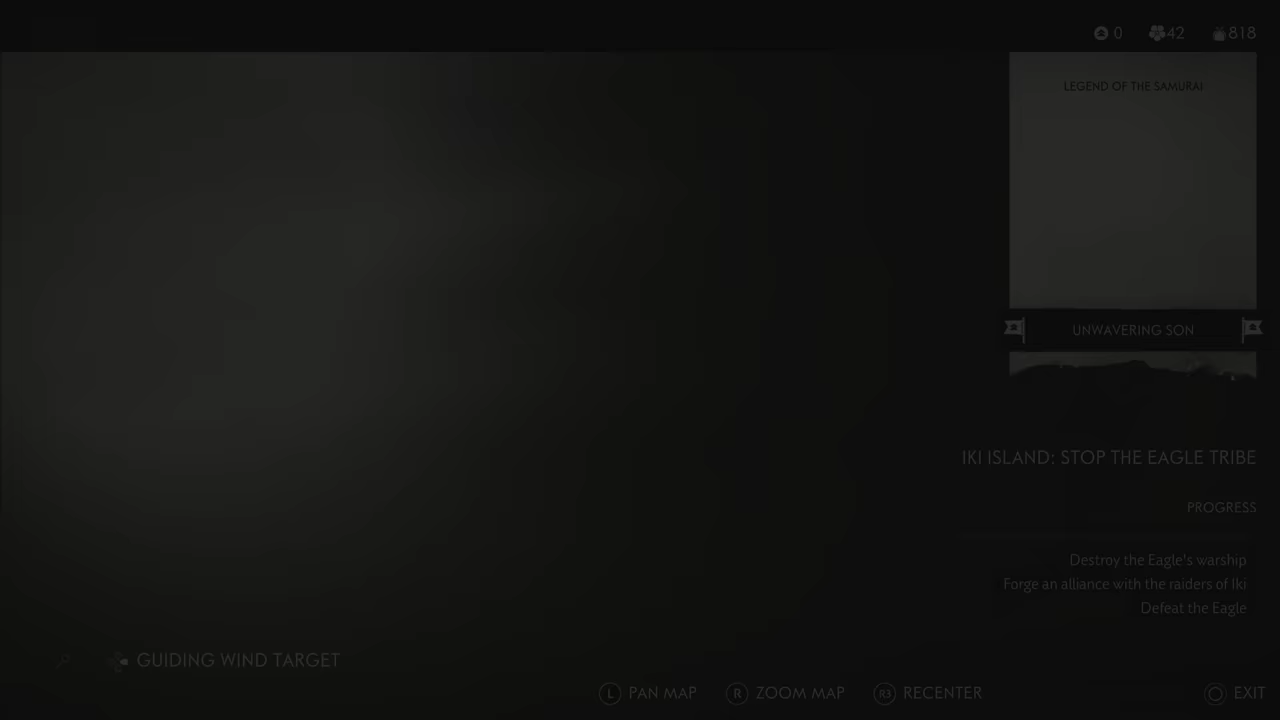 0 42 818
LEGEND OF THE SAMURAI
UNWAVERING SON
IKI ISLAND: STOP THE EAGLE TRIBE
PROGRESS
Destroy the Eagle's warship
Forge an alliance with the raiders of Iki
Defeat the Eagle
GUIDING WIND TARGET
L PAN MAP R ZOOM MAP R3 RECENTER EXIT